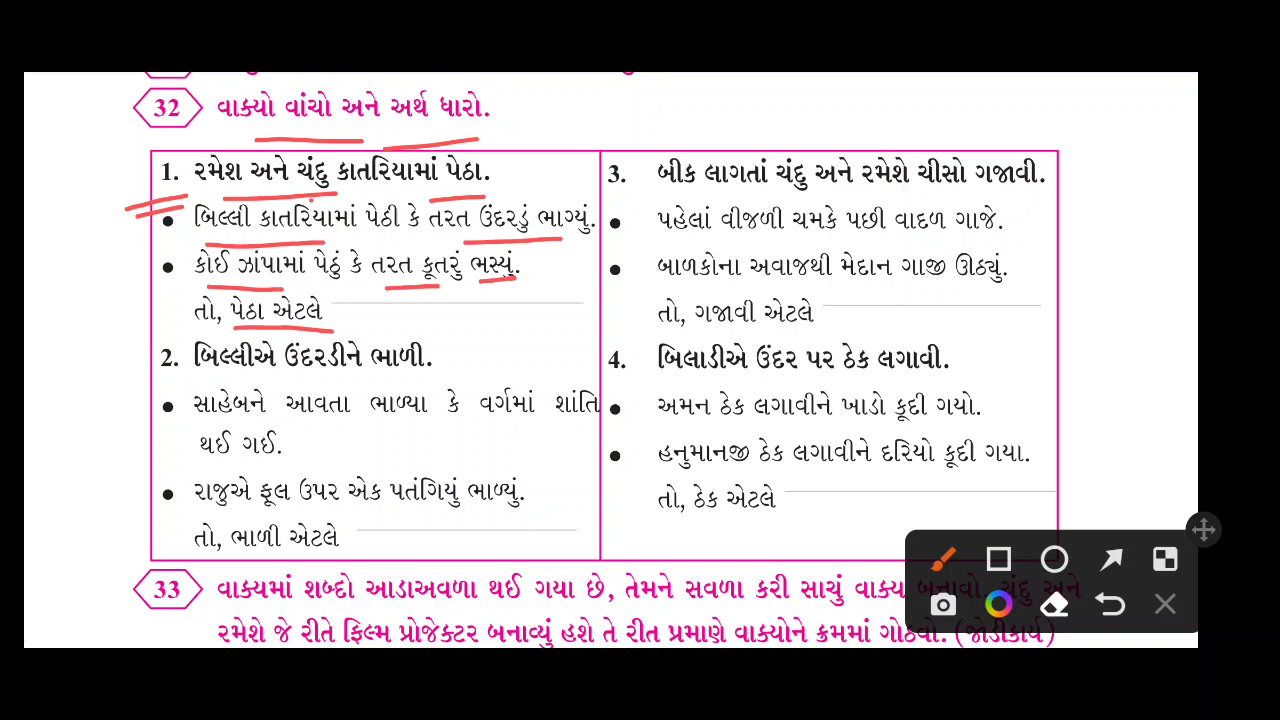 32 વાક્યો વાંચો અને અર્થ ધારો.
1. રમેશ અને ચંદુ કાતરિયામાં પેઠા.
● બિલ્લી કાતરિયામાં પેઠી કે તરત ઉંદરડું ભાગ્યું.
● કોઈ ઝાંપામાં પેઠું કે તરત કૂતરું ભસ્યું.
તો, પેઠા એટલે
2. બિલ્લીએ ઉંદરડીને ભાળી.
● સાહેબને આવતા ભાળ્યા કે વર્ગમાં શાંતિ
થઈ ગઈ.
● રાજુએ ફૂલ ઉપર એક પતંગિયું ભાળ્યું.
તો, ભાળી એટલે
3. બીક લાગતાં ચંદુ અને રમેશે ચીસો ગજાવી.
● પહેલાં વીજળી ચમકે પછી વાદળ ગાજે.
● બાળકોના અવાજથી મેદાન ગાજી ઊઠ્યું.
તો, ગજાવી એટલે
4. બિલાડીએ ઉંદર પર ઠેક લગાવી.
● અમન ઠેક લગાવીને ખાડો કૂદી ગયો.
● હનુમાનજી ઠેક લગાવીને દરિયો કૂદી ગયા.
તો, ઠેક એટલે
33 વાક્યમાં શબ્દો આડાઅવળા થઈ ગયા છે, તેમને સવળા કરી સાચું વાક્ય બનાવો. ચંદુ અને
રમેશે જે રીતે ફિલ્મ પ્રોજેક્ટર બનાવ્યું હશે તે રીત પ્રમાણે વાક્યોને ક્રમમાં ગોઠવો. (જોડીકાર્ય)